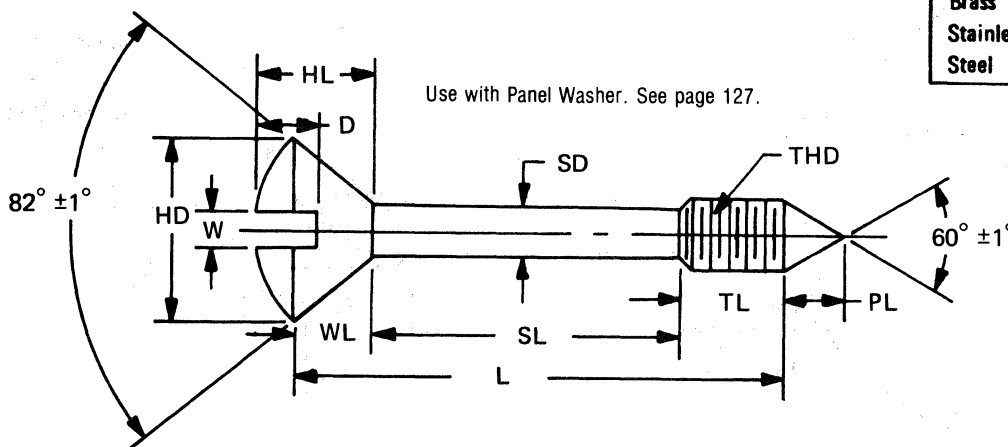 Brass
Steel
HL
Use with Panel Washer. See page 127.
D
SD
THD
82° ±1°
HD
W
60° ±1°
WL
SL
TL
PL
L